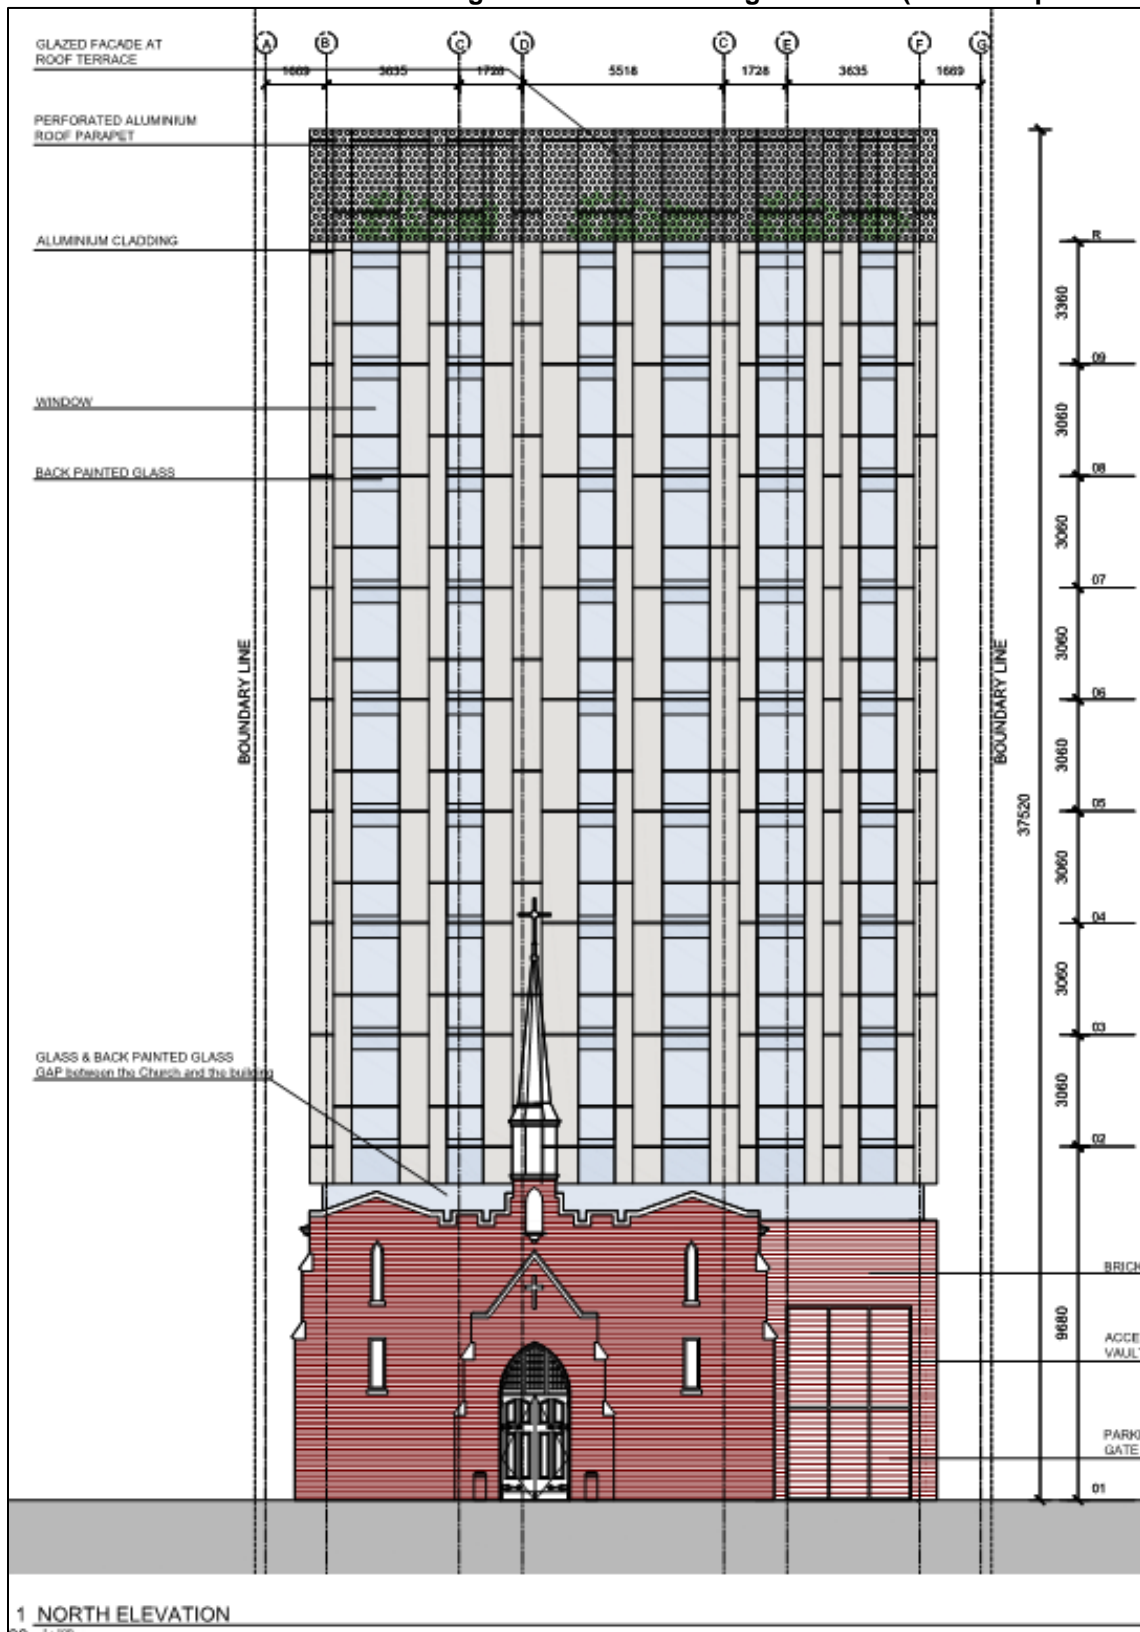 GLAZED FACADE AT
ROOF TERRACE
A B C D C E F G
1669 3635 1728 5518 1728 3635 1669
PERFORATED ALUMINIUM
ROOF PARAPET
ALUMINIUM CLADDING
R
3360
09
WINDOW
3060
BACK PAINTED GLASS
08
3060
07
3060
BOUNDARY LINE
BOUNDARY LINE
06
3060
37520
05
3060
04
3060
03
GLASS & BACK PAINTED GLASS
GAP between the Church and the building
3060
02
BRICK
9680
ACCE
VAULT
PARK
GATE
01
1 NORTH ELEVATION